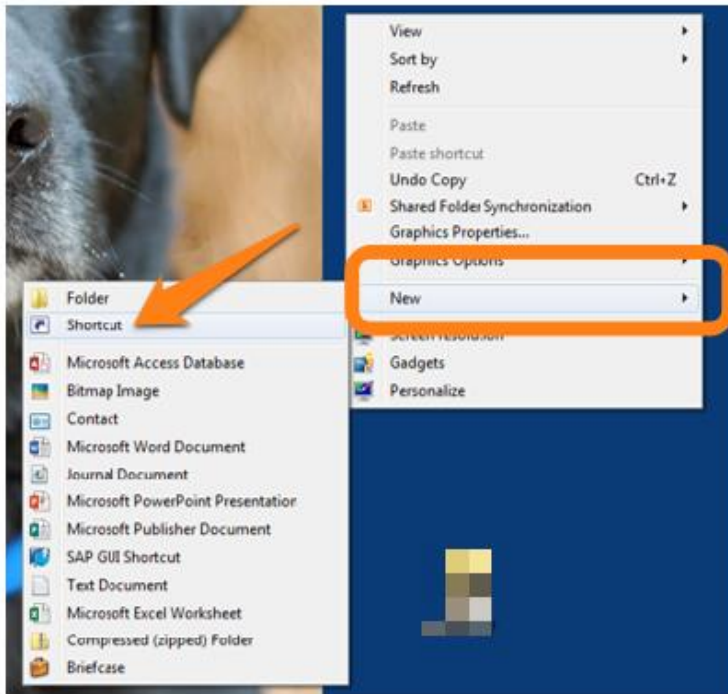 View
Sort by
Refresh
Paste
Paste shortcut
Undo Copy Ctrl+Z
Shared Folder Synchronization
Graphics Properties...
Graphics Options
New
Screen resolution
Gadgets
Personalize
Folder
Shortcut
Microsoft Access Database
Bitmap Image
Contact
Microsoft Word Document
Journal Document
Microsoft PowerPoint Presentation
Microsoft Publisher Document
SAP GUI Shortcut
Text Document
Microsoft Excel Worksheet
Compressed (zipped) Folder
Briefcase